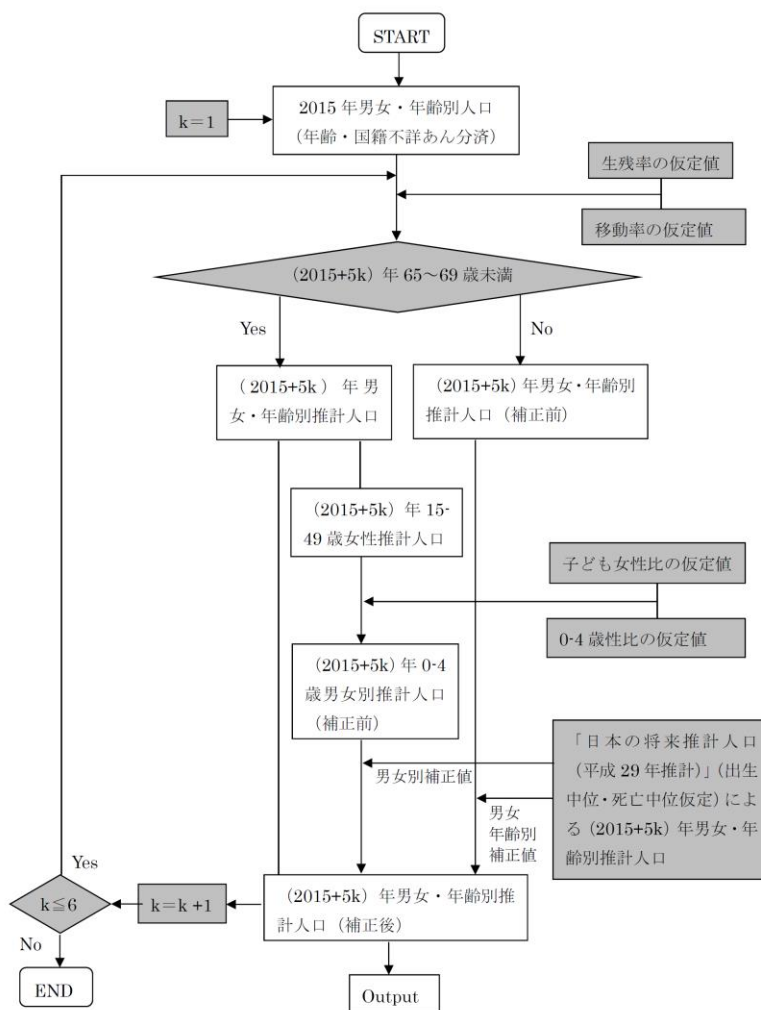 START
k＝1
2015 年男女・年齢別人口
（年齢・国籍不詳あん分済）
生残率の仮定値
移動率の仮定値
(2015+5k) 年 65～69 歳未満
Yes
No
（2015+5k） 年 男
女・年齢別推計人口
(2015+5k) 年男女・年齢別
推計人口（補正前）
(2015+5k) 年 15-
49 歳女性推計人口
子ども女性比の仮定値
0-4 歳性比の仮定値
(2015+5k) 年 0-4
歳男女別推計人口
（補正前）
「日本の将来推計人口
（平成 29 年推計）」（出生
中位・死亡中位仮定）によ
る (2015+5k) 年男女・年
齢別推計人口
男女別補正値
男女
年齢別
補正値
Yes
k≦6
k＝k +1
(2015+5k) 年男女・年齢別推
計人口（補正後）
No
END
Output